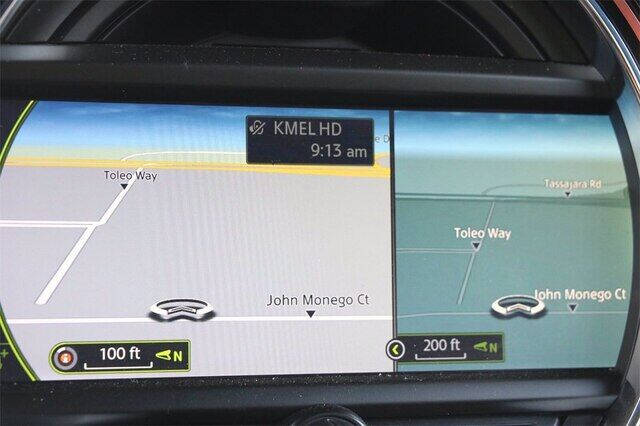 KMEL HD
9:13 am
Toleo Way
Tassajara Rd
Toleo Way
John Monego Ct
John Monego Ct
100 ft
N
200 ft
N